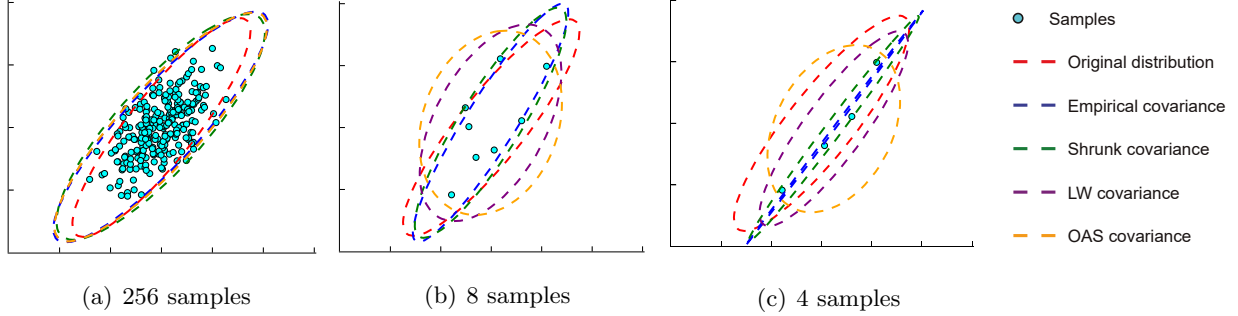 Samples
Original distribution
Empirical covariance
Shrunk covariance
LW covariance
OAS covariance
(a) 256 samples
(b) 8 samples
(c) 4 samples